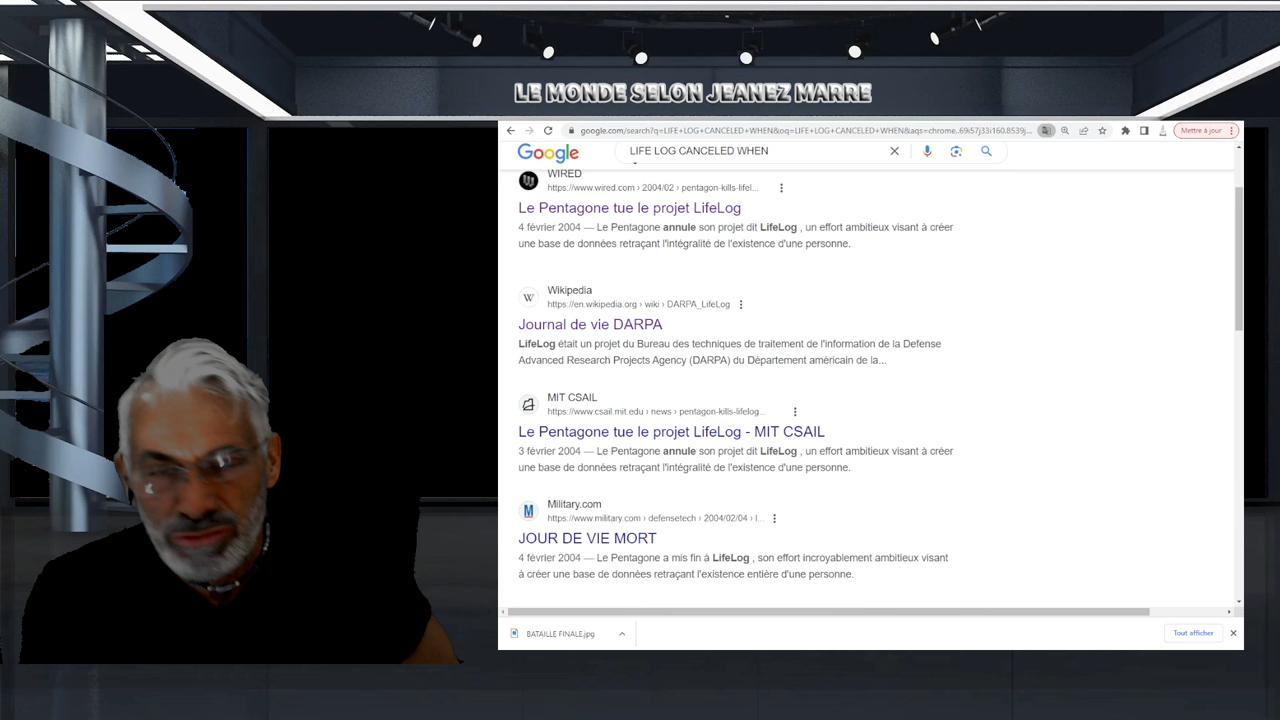 LE MONDE SELON JEANEZ MARRE
google.com/search?q=LIFE+LOG+CANCELED+WHEN&oq=LIFE+LOG+CANCELED+WHEN&aqs=chrome..69i57j33i160.8539j...
Mettre à jour
Google
LIFE LOG CANCELED WHEN
WIRED
https://www.wired.com › 2004/02 › pentagon-kills-lifel...
Le Pentagone tue le projet LifeLog
4 février 2004 — Le Pentagone annule son projet dit LifeLog , un effort ambitieux visant à créer
une base de données retraçant l'intégralité de l'existence d'une personne.
W
Wikipedia
https://en.wikipedia.org › wiki › DARPA_LifeLog
Journal de vie DARPA
LifeLog était un projet du Bureau des techniques de traitement de l'information de la Defense
Advanced Research Projects Agency (DARPA) du Département américain de la...
MIT CSAIL
https://www.csail.mit.edu › news › pentagon-kills-lifelog...
Le Pentagone tue le projet LifeLog - MIT CSAIL
3 février 2004 — Le Pentagone annule son projet dit LifeLog , un effort ambitieux visant à créer
une base de données retraçant l'intégralité de l'existence d'une personne.
M
Military.com
https://www.military.com › defensetech › 2004/02/04 › l...
JOUR DE VIE MORT
4 février 2004 — Le Pentagone a mis fin à LifeLog , son effort incroyablement ambitieux visant
à créer une base de données retraçant l'existence entière d'une personne.
BATAILLE FINALE.jpg
Tout afficher